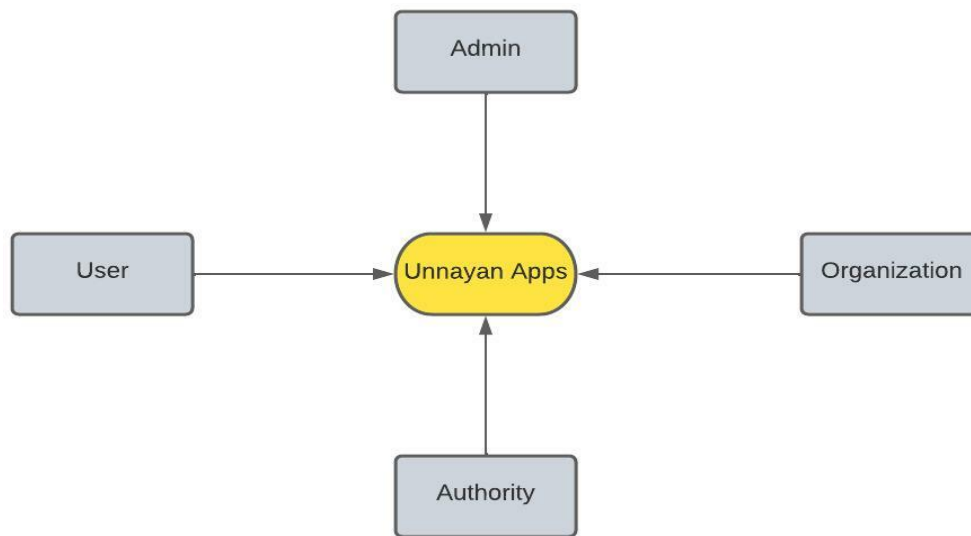 Admin
User
Unnayan Apps
Organization
Authority